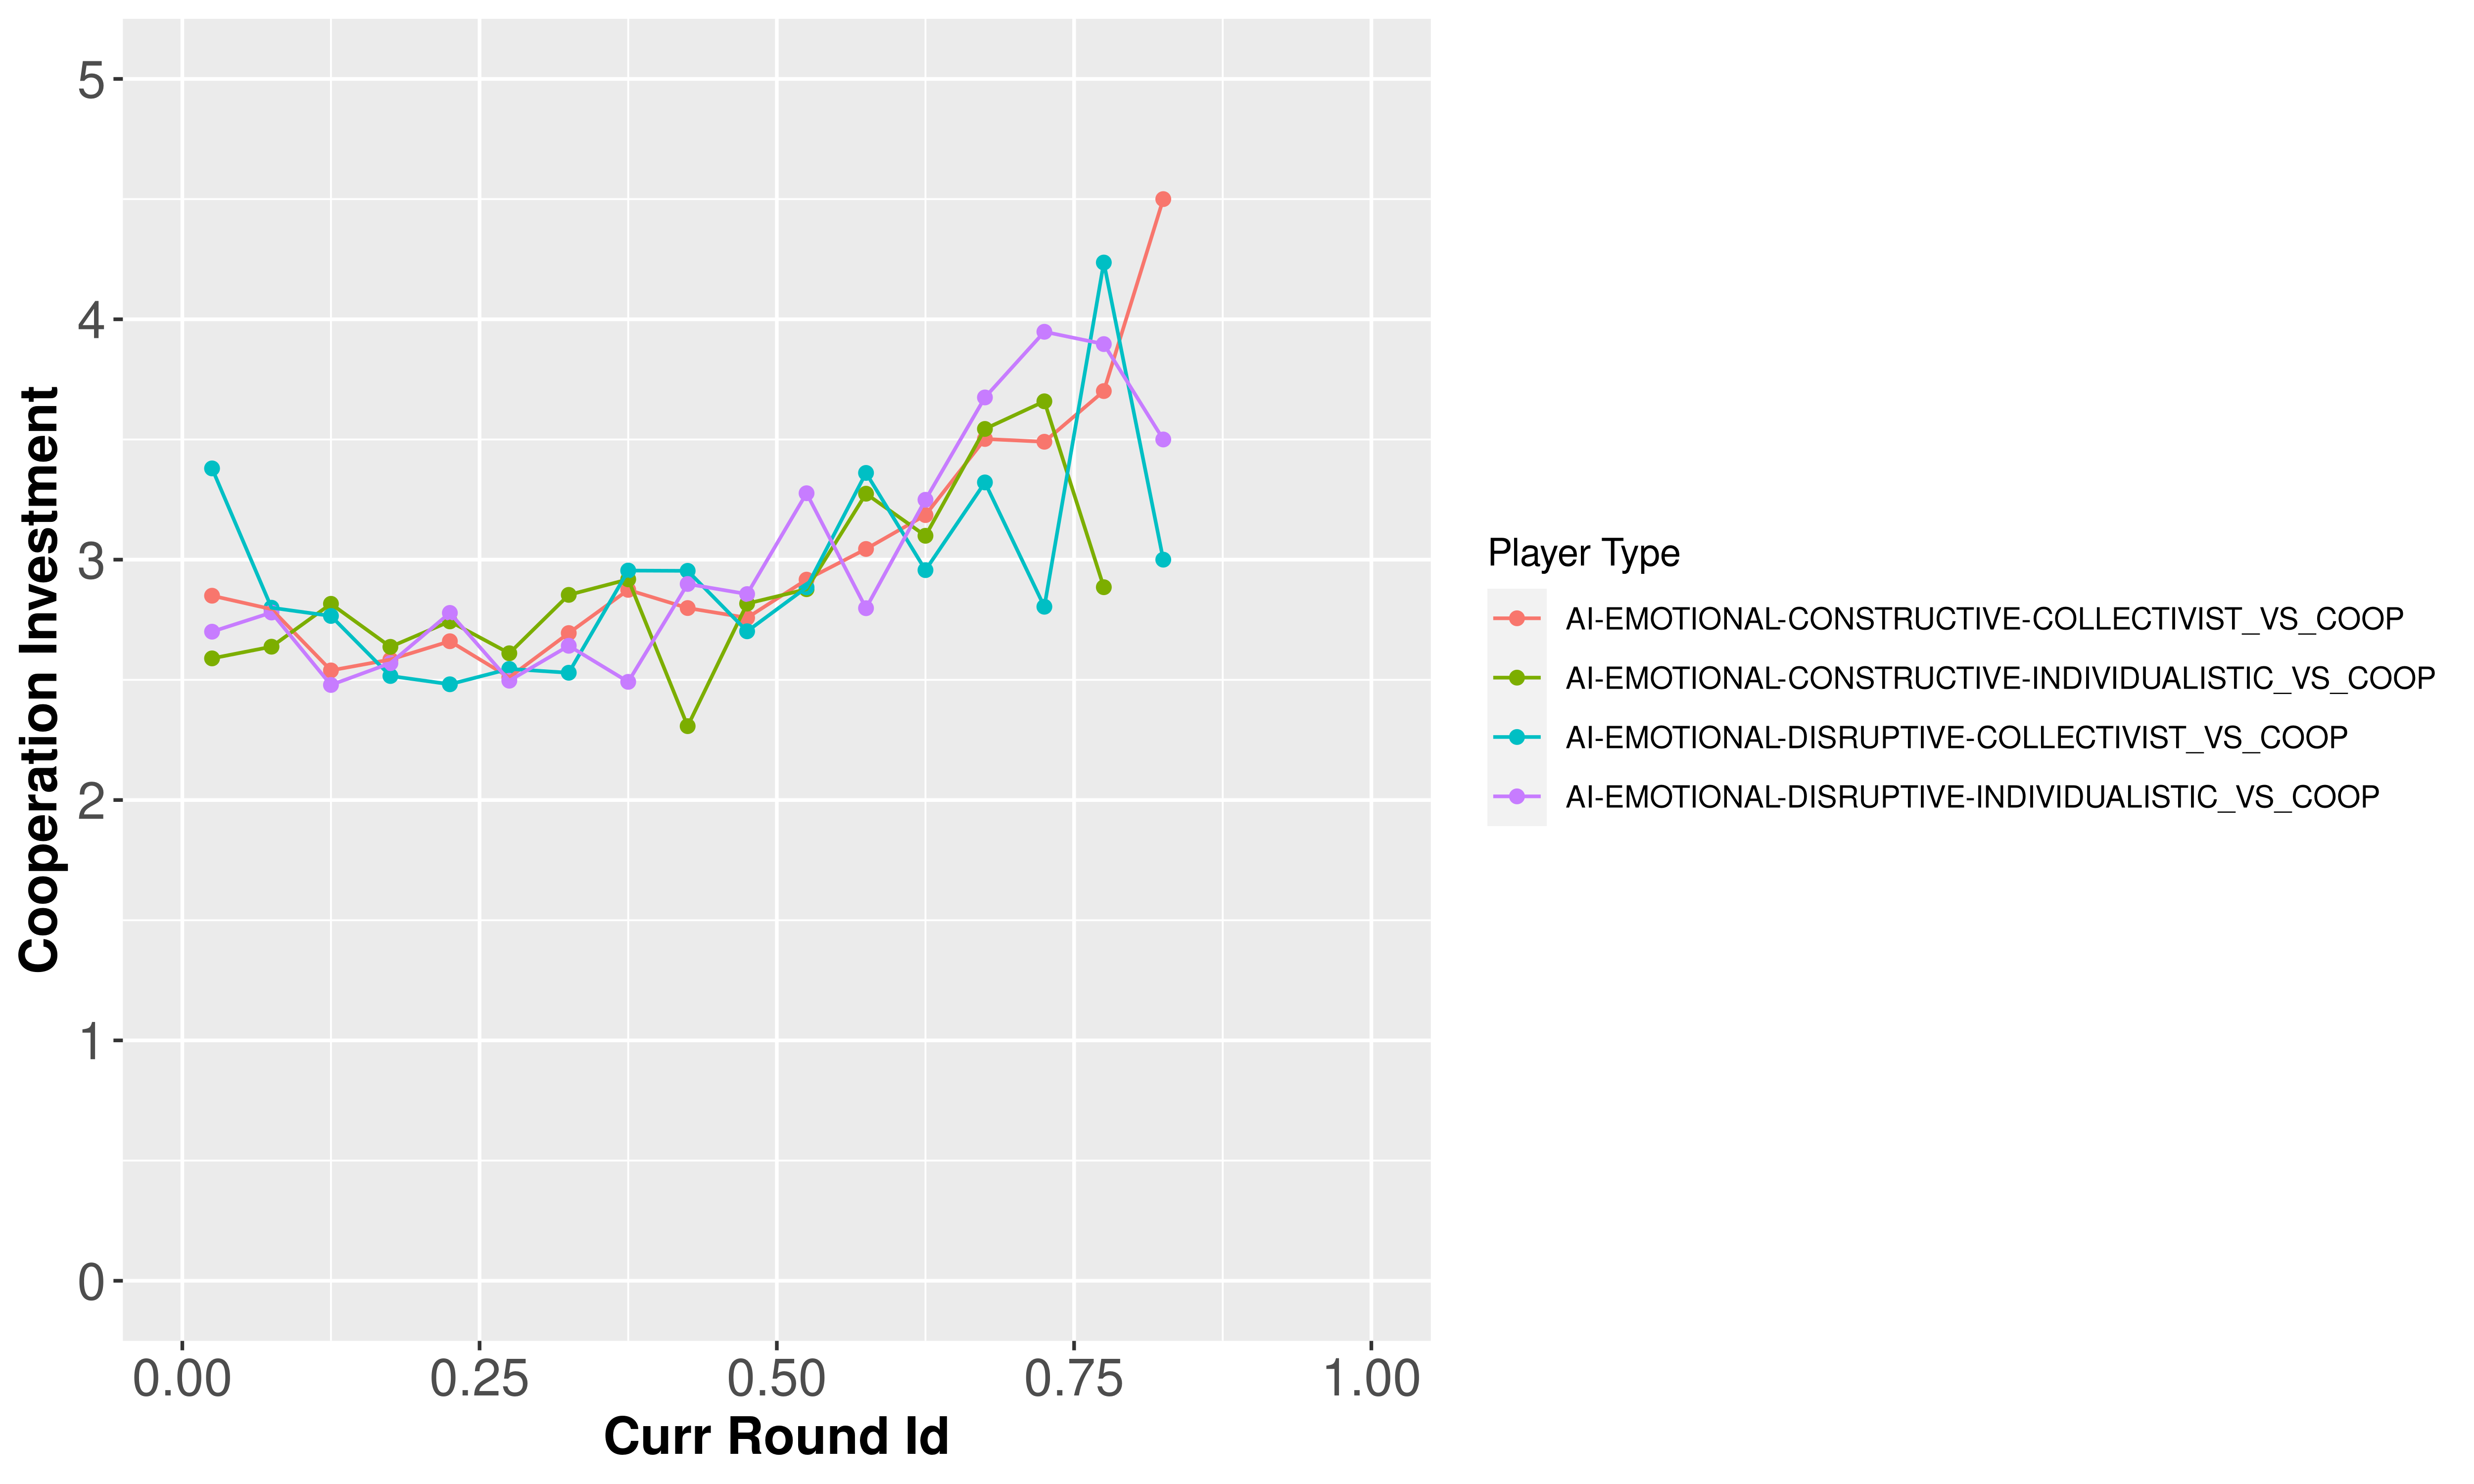 5
4
3
2
1
0
Cooperation Investment
0.00 0.25 0.50 0.75 1.00
Curr Round Id
Player Type
AI-EMOTIONAL-CONSTRUCTIVE-COLLECTIVIST_VS_COOP
AI-EMOTIONAL-CONSTRUCTIVE-INDIVIDUALISTIC_VS_COOP
AI-EMOTIONAL-DISRUPTIVE-COLLECTIVIST_VS_COOP
AI-EMOTIONAL-DISRUPTIVE-INDIVIDUALISTIC_VS_COOP